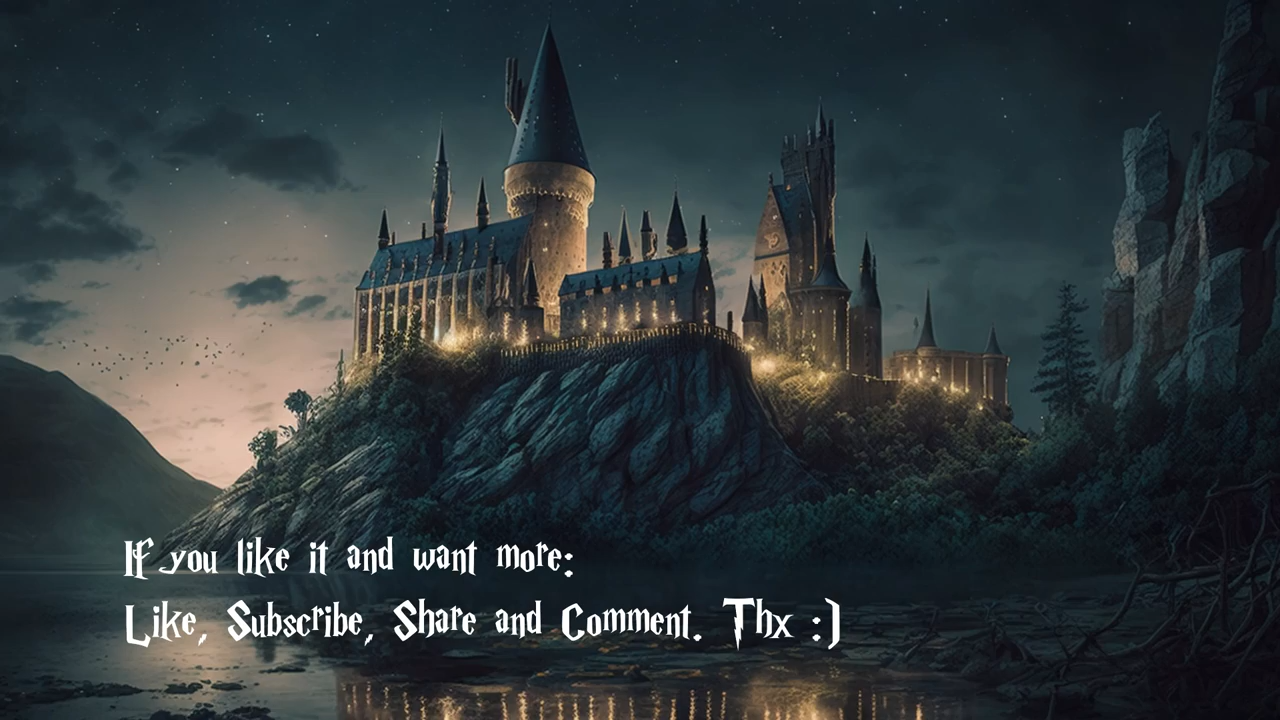 If you like it and want more:
Like, Subscribe, Share and Comment. Thx :)